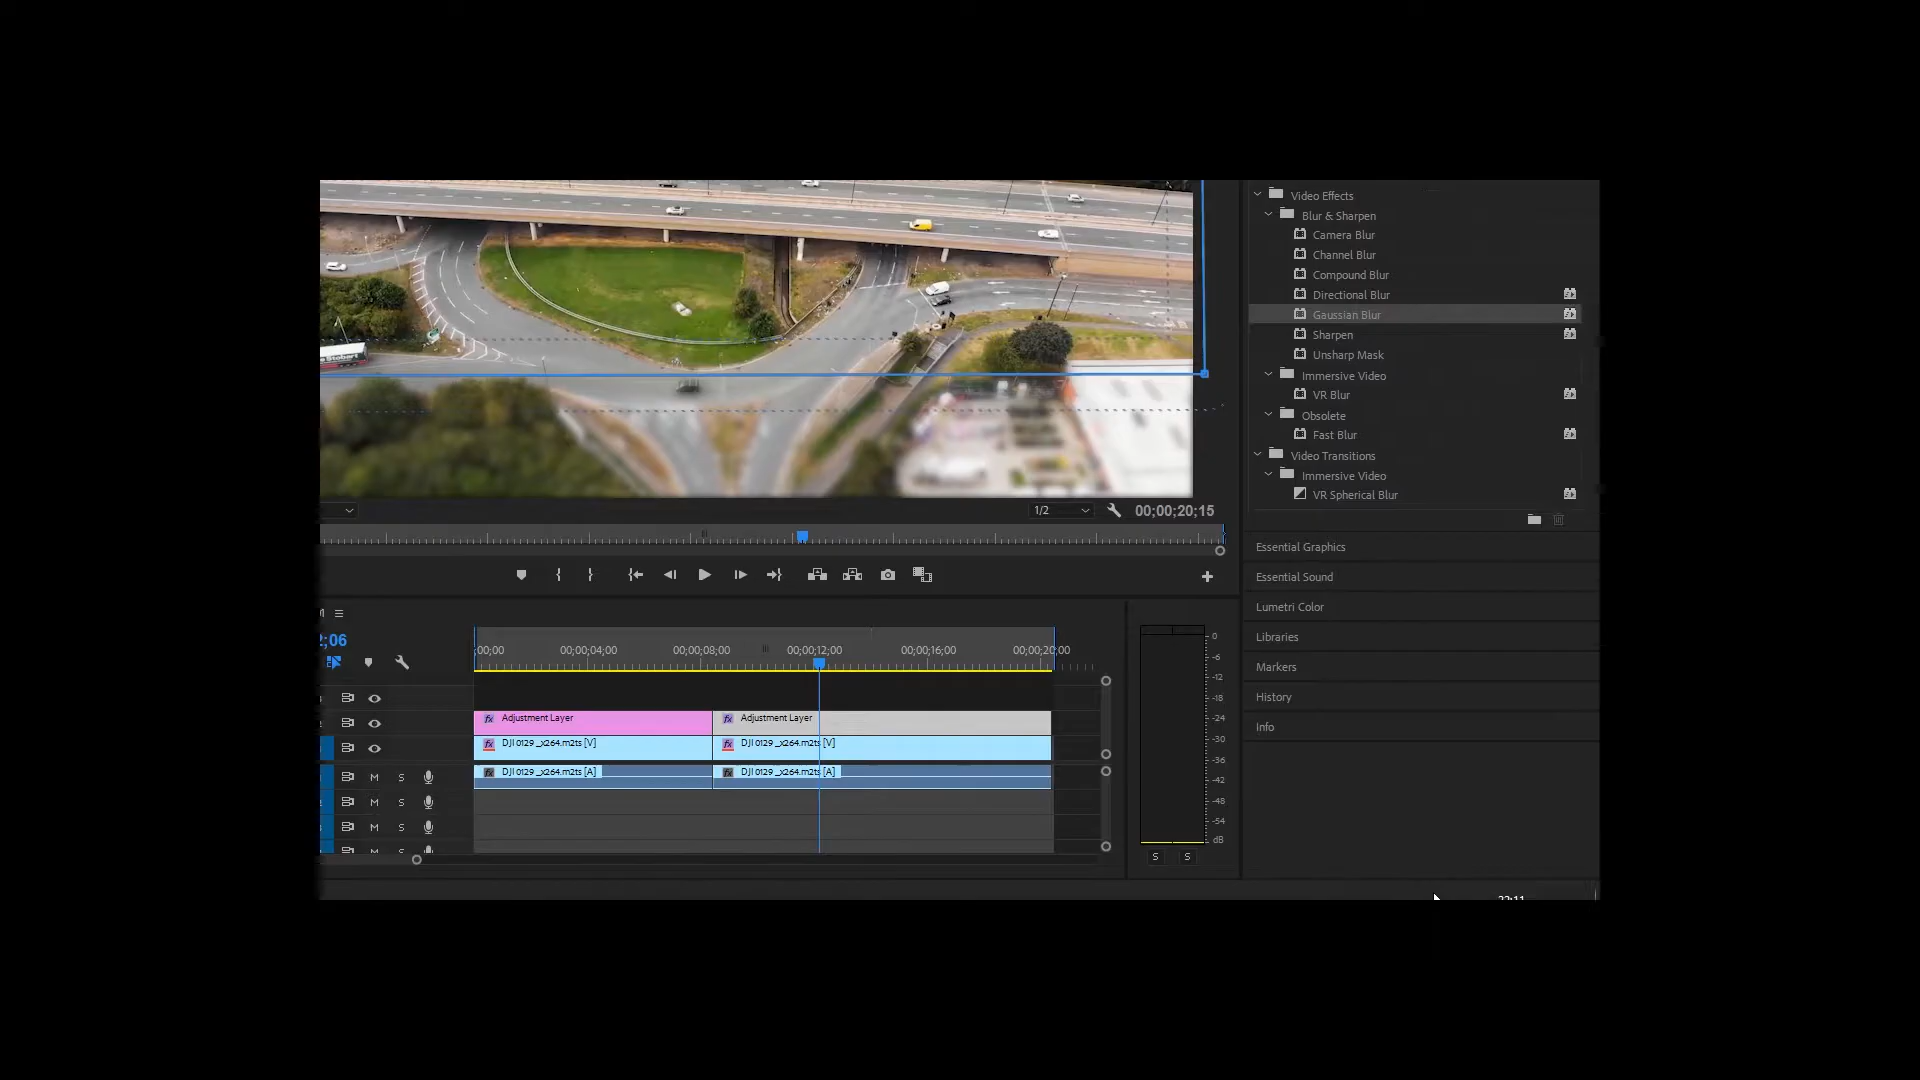 Video Effects
Blur & Sharpen
Camera Blur
Channel Blur
Compound Blur
Directional Blur
Gaussian Blur
Sharpen
Unsharp Mask
Immersive Video
VR Blur
Obsolete
Fast Blur
Video Transitions
Immersive Video
VR Spherical Blur
Stobart
1/2
00;00;20;15
Essential Graphics
Essential Sound
Lumetri Color
Libraries
Markers
History
Info
;06
;00;00
00;00;04;00
00;00;08;00
00;00;12;00
00;00;16;00
00;00;20;00
Adjustment Layer
Adjustment Layer
DJI 0129 _x264.m2ts [V]
DJI 0129 _x264.m2ts [V]
DJI 0129 _x264.m2ts [A]
DJI 0129 _x264.m2ts [A]
M S
M S
M S
M S
0
-6
-12
-18
-24
-30
-36
-42
-48
-54
dB
S S
22:11